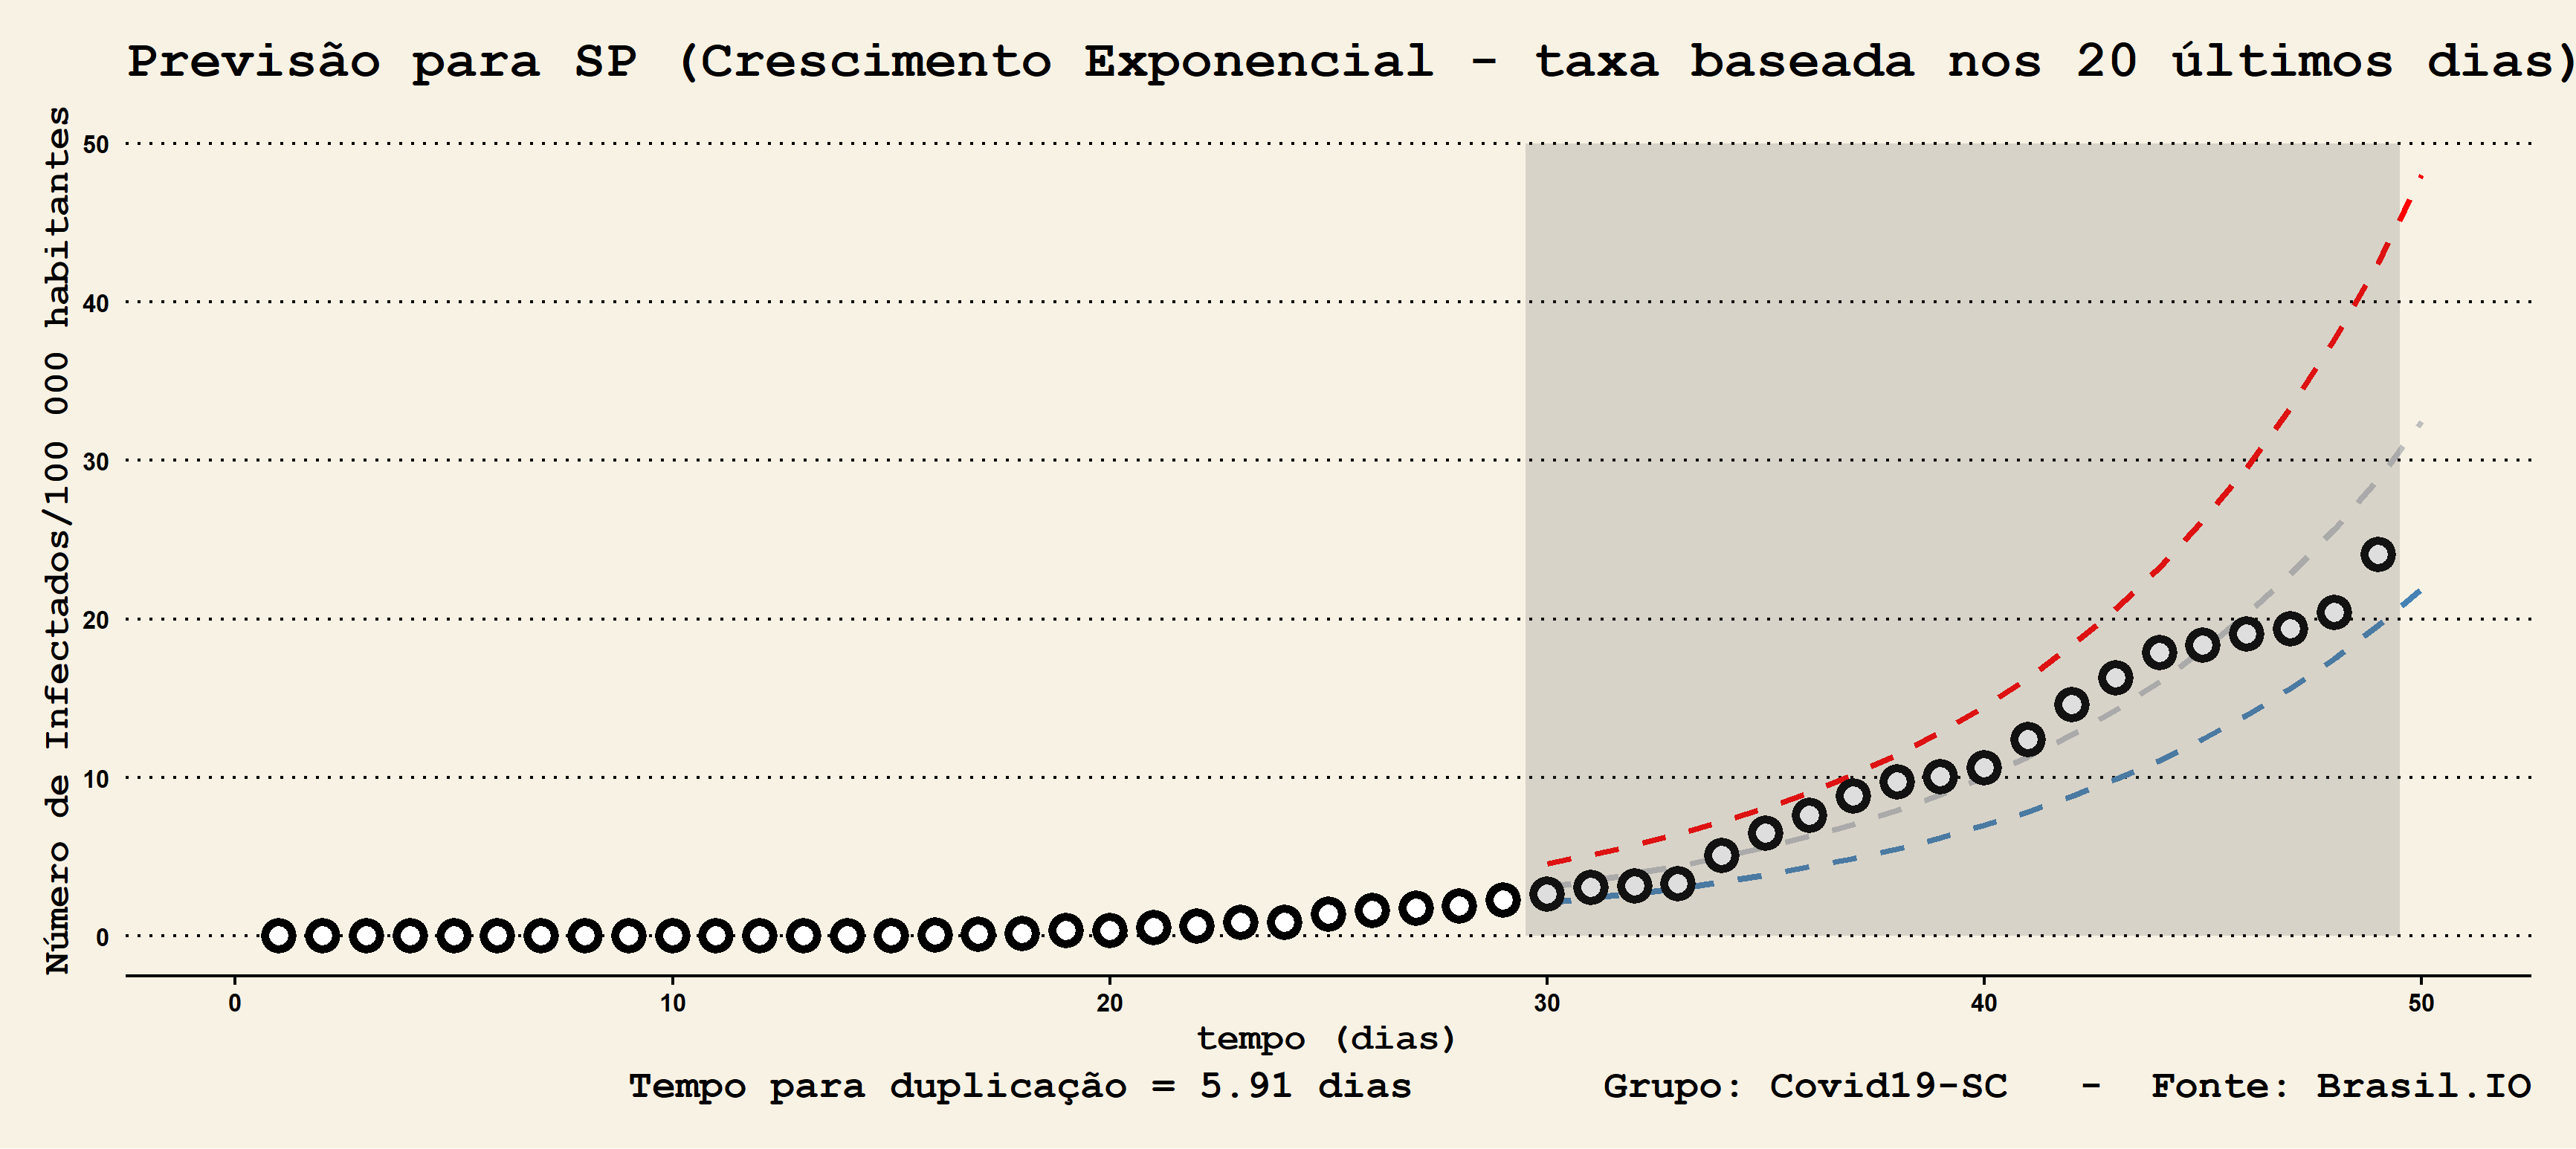 Previsão para SP (Crescimento Exponencial - taxa baseada nos 20 últimos dias)
Número de Infectados/100 000 habitantes
50
40
30
20
10
0
0 10 20 30 40 50
tempo (dias)
Tempo para duplicação = 5.91 dias Grupo: Covid19-SC - Fonte: Brasil.IO